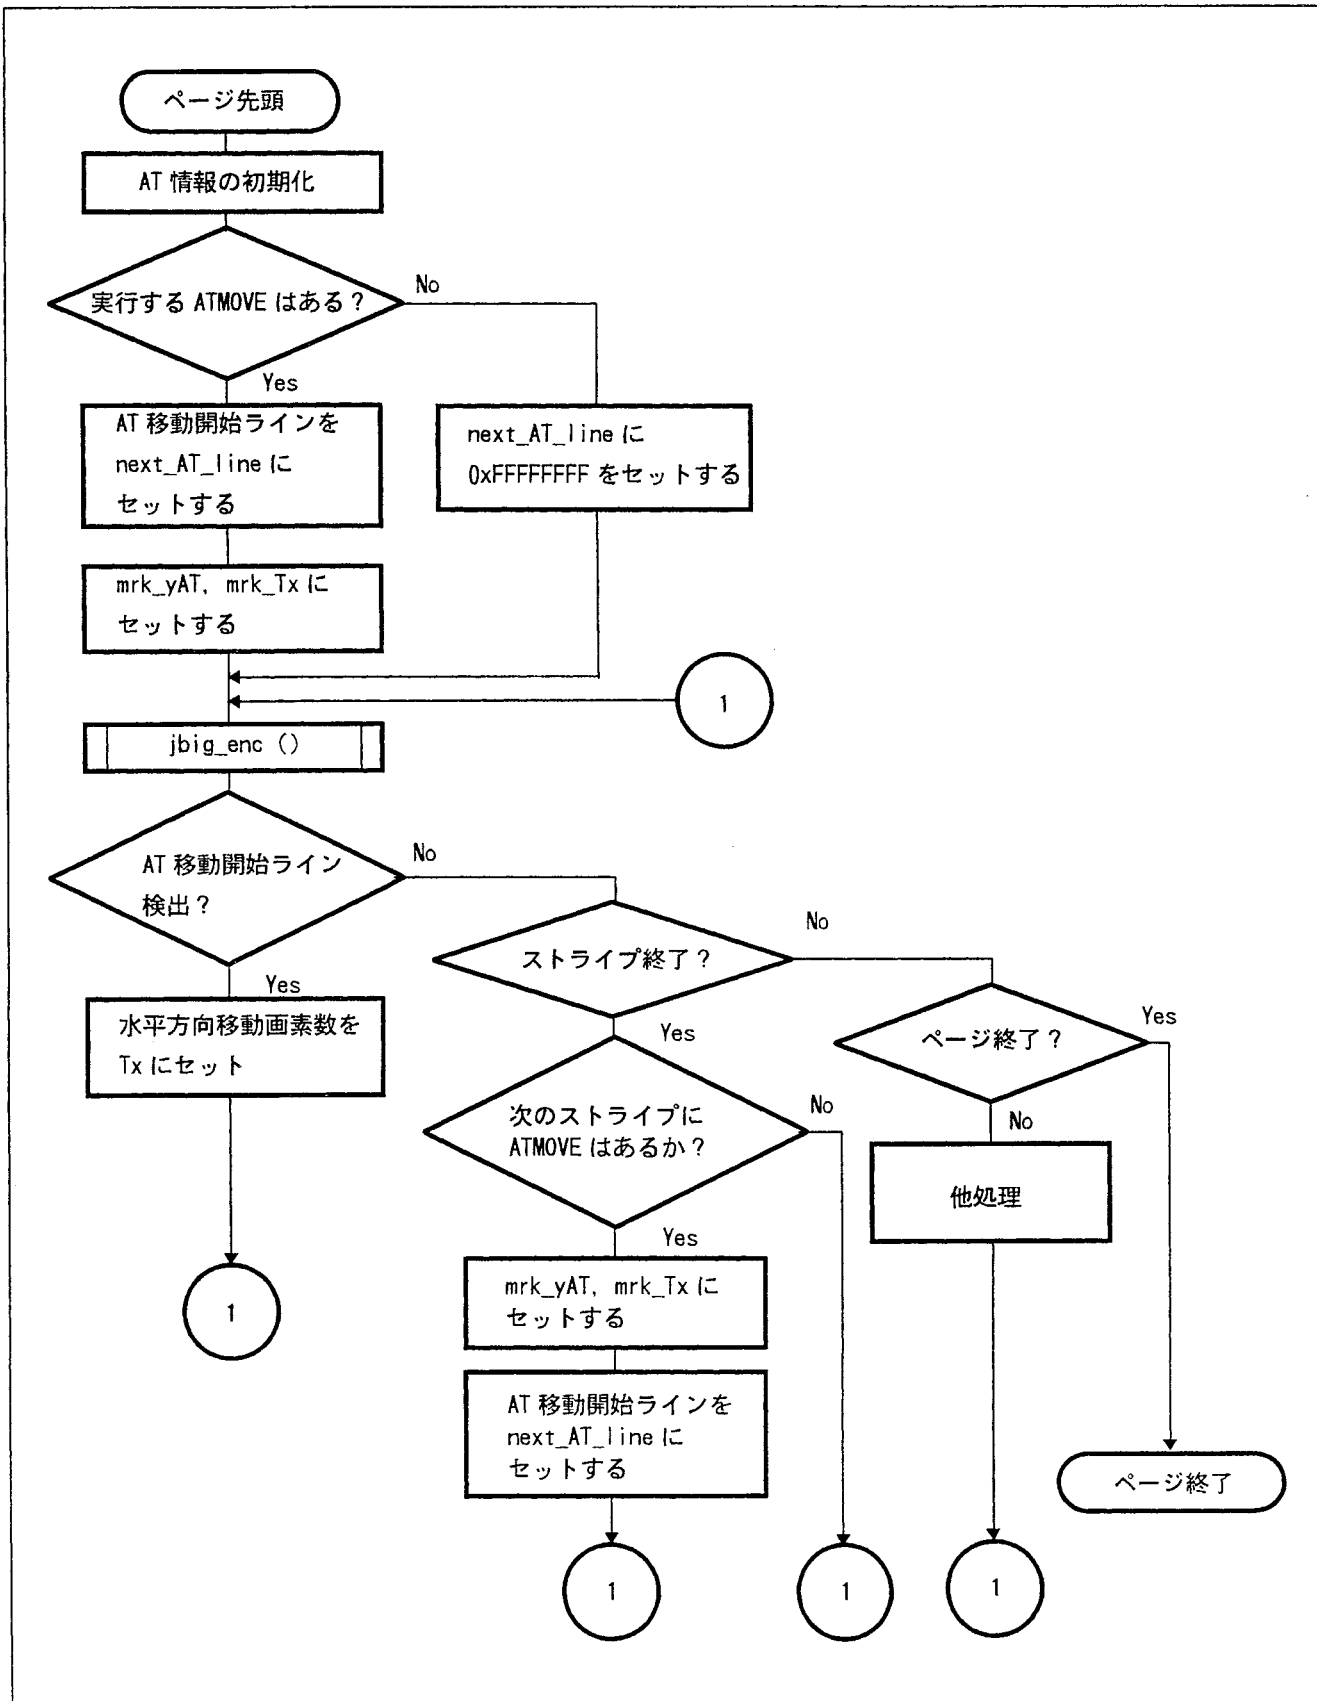 ページ先頭
AT 情報の初期化
実行する ATMOVE はある?
No
Yes
AT 移動開始ラインを
next_AT_line に
セットする
next_AT_line に
0xFFFFFFFF をセットする
mrk_yAT, mrk_Tx に
セットする
1
jbig_enc ()
AT 移動開始ライン
検出?
No
Yes
ストライプ終了?
No
Yes
水平方向移動画素数を
Tx にセット
ページ終了?
Yes
No
次のストライプに
ATMOVE はあるか?
No
Yes
他処理
1
mrk_yAT, mrk_Tx に
セットする
AT 移動開始ラインを
next_AT_line に
セットする
ページ終了
1
1
1